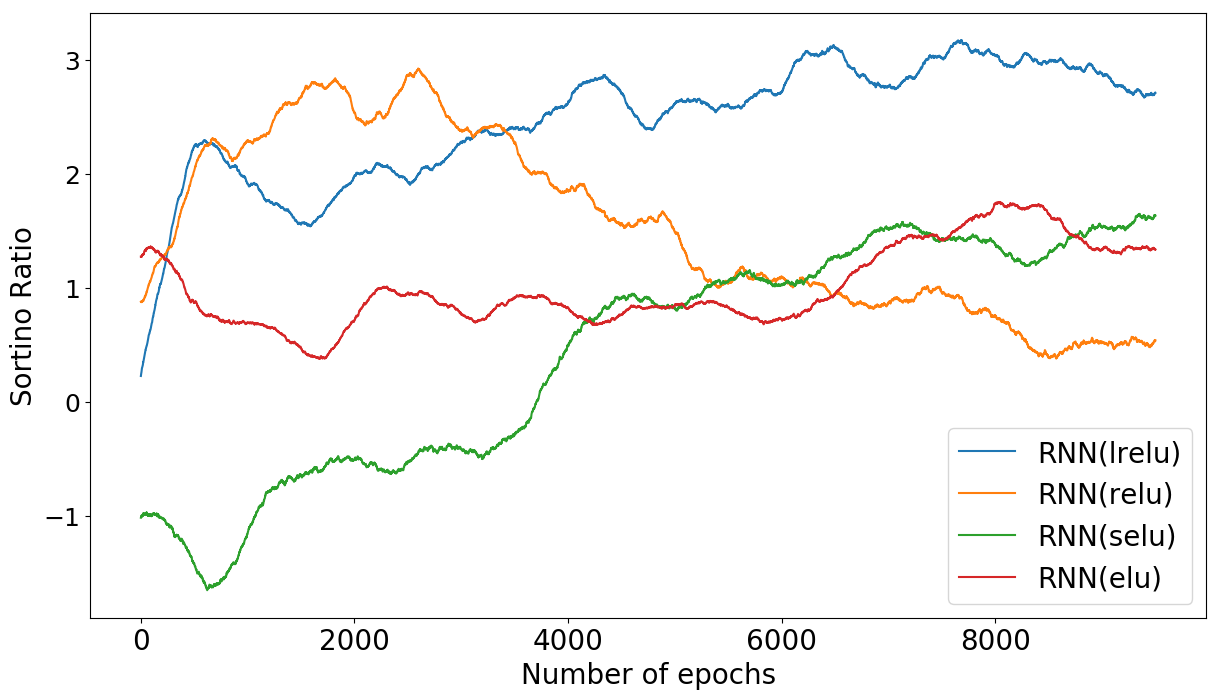 3
2
1
0
−1
Sortino Ratio
0
2000
4000
6000
8000
Number of epochs
RNN(lrelu)
RNN(relu)
RNN(selu)
RNN(elu)